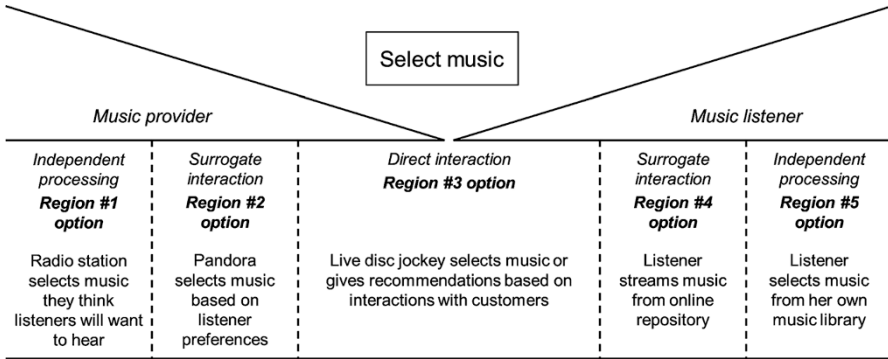 Select music
Music provider
Music listener
Independent
processing
Region #1
option
Radio station
selects music
they think
listeners will want
to hear
Surrogate
interaction
Region #2
option
Pandora
selects music
based on
listener
preferences
Direct interaction
Region #3 option
Live disc jockey selects music or
gives recommendations based on
interactions with customers
Surrogate
interaction
Region #4
option
Listener
streams music
from online
repository
Independent
processing
Region #5
option
Listener
selects music
from her own
music library